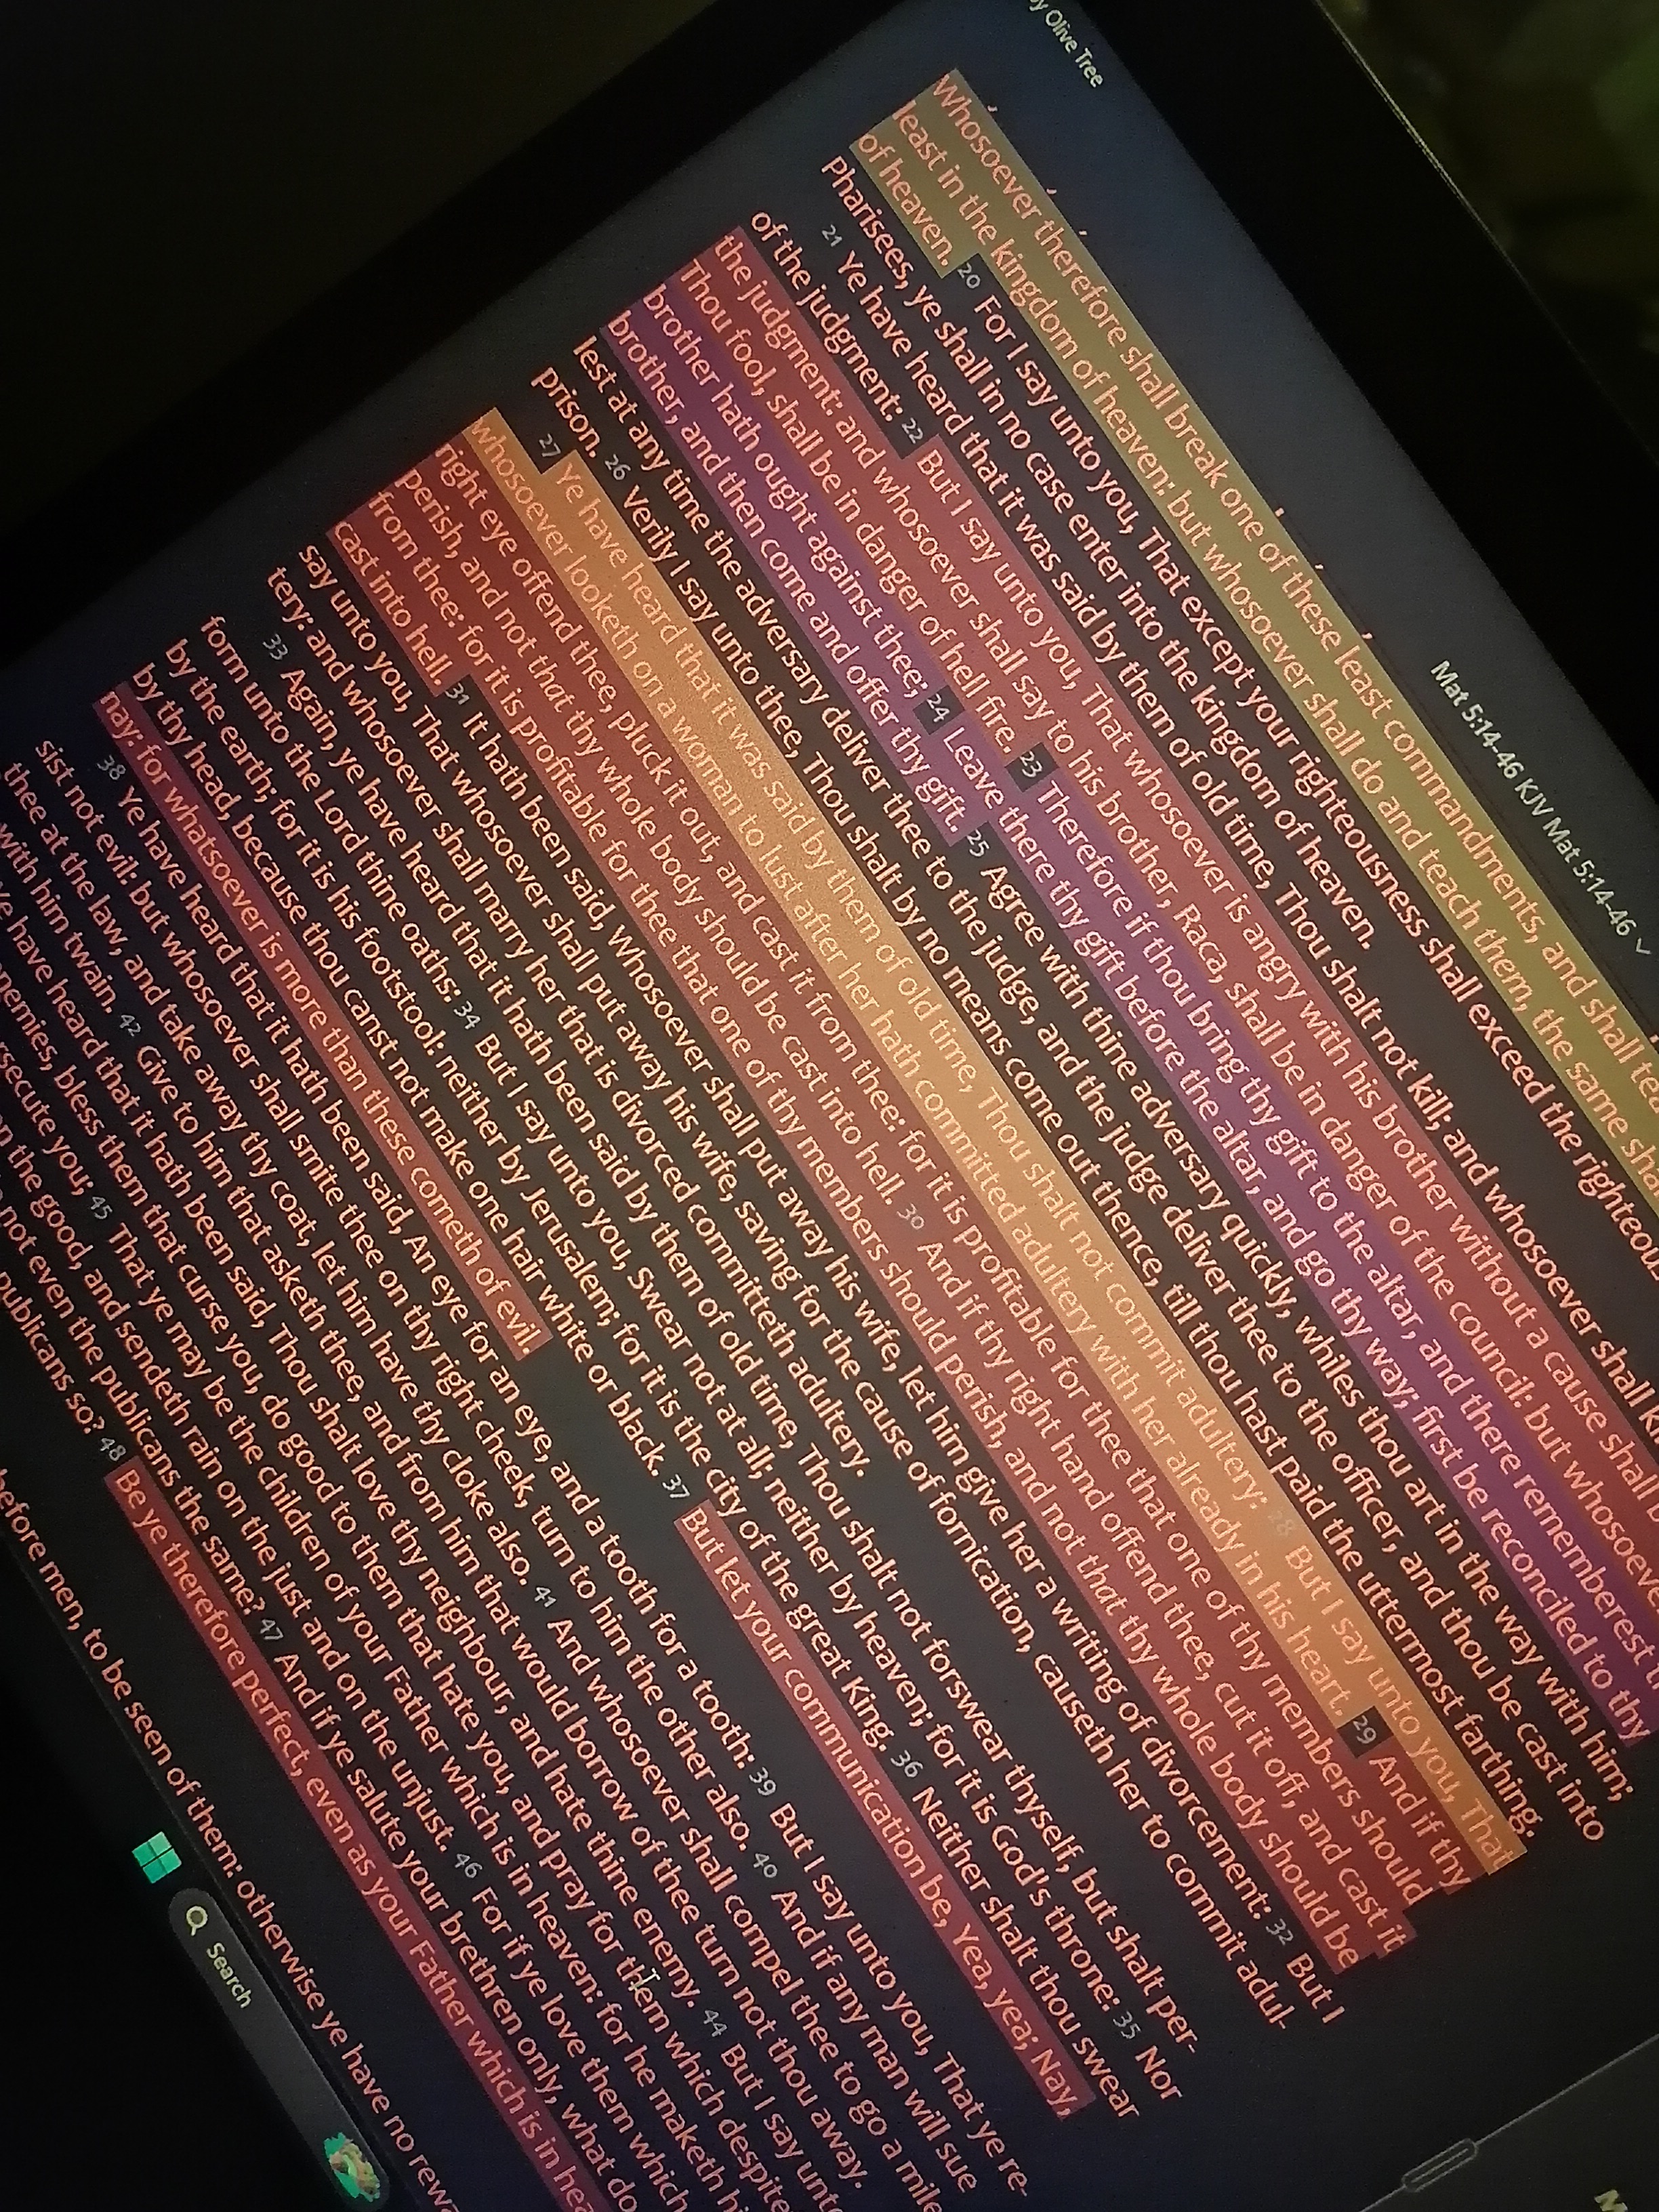 by Olive Tree
Mat 5:14-46 KJV Mat 5:14-46
Whosoever therefore shall break one of these least commandments, and shall
least in the kingdom of heaven: but whosoever shall do and teach them, the same
of heaven. 20 For I say unto you, That except your righteousness shall exceed the
Pharisees, ye shall in no case enter into the kingdom of heaven.
21 Ye have heard that it was said by them of old time, Thou shalt not kill; and whosoever shall
of the judgment: 22 But I say unto you, That whosoever is angry with his brother without a cause shall
the judgment: and whosoever shall say to his brother, Raca, shall be in danger of the council: but whosoever
Thou fool, shall be in danger of hell fire. 23 Therefore if thou bring thy gift to the altar, and there rememberest
brother hath ought against thee; 24 Leave there thy gift before the altar, and go thy way; first be reconciled to thy
brother, and then come and offer thy gift. 25 Agree with thine adversary quickly, whiles thou art in the way with him;
lest at any time the adversary deliver thee to the judge, and the judge deliver thee to the officer, and thou be cast into
prison. 26 Verily I say unto thee, Thou shalt by no means come out thence, till thou hast paid the uttermost farthing.
27 Ye have heard that it was said by them of old time, Thou shalt not commit adultery: 28 But I say unto you, That
whosoever looketh on a woman to lust after her hath committed adultery with her already in his heart. 29 And if thy
right eye offend thee, pluck it out, and cast it from thee: for it is profitable for thee that one of thy members should
perish, and not that thy whole body should be cast into hell. 30 And if thy right hand offend thee, cut it off, and cast it
from thee: for it is profitable for thee that one of thy members should perish, and not that thy whole body should be
cast into hell. 31 It hath been said, Whosoever shall put away his wife, let him give her a writing of divorcement: 32 But I
say unto you, That whosoever shall put away his wife, saving for the cause of fornication, causeth her to commit adul-
tery: and whosoever shall marry her that is divorced committeth adultery.
33 Again, ye have heard that it hath been said by them of old time, Thou shalt not forswear thyself, but shalt per-
form unto the Lord thine oaths: 34 But I say unto you, Swear not at all; neither by heaven; for it is God's throne: 35 Nor
by the earth; for it is his footstool: neither by Jerusalem; for it is the city of the great King. 36 Neither shalt thou swear
by thy head, because thou canst not make one hair white or black. 37 But let your communication be, Yea, yea; Nay,
nay: for whatsoever is more than these cometh of evil.
38 Ye have heard that it hath been said, An eye for an eye, and a tooth for a tooth: 39 But I say unto you, That ye re-
sist not evil: but whosoever shall smite thee on thy right cheek, turn to him the other also. 40 And if any man will sue
thee at the law, and take away thy coat, let him have thy cloke also. 41 And whosoever shall compel thee to go a mile,
with him twain. 42 Give to him that asketh thee, and from him that would borrow of thee turn not thou away.
Ye have heard that it hath been said, Thou shalt love thy neighbour, and hate thine enemy. 44 But I say unto
enemies, bless them that curse you, do good to them that hate you, and pray for them which
you; 45 That ye may be the children of your Father which is in heaven: for he maketh
the good, and sendeth rain on the just and on the unjust. 46 For if ye love them which
not even the publicans the same? 47 And if ye salute your brethren only, what do
publicans so? 48 Be ye therefore perfect, even as your Father which is in
before men, to be seen of them: otherwise ye have no
Search